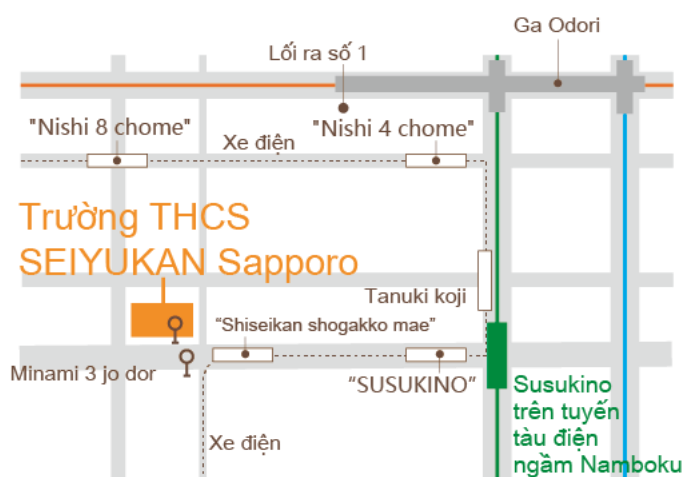 Ga Odori
Lối ra số 1
"Nishi 8 chome"
Xe điện
"Nishi 4 chome"
Trường THCS
SEIYUKAN Sapporo
Tanuki koji
“Shiseikan shogakko mae”
Minami 3 jo dor
“SUSUKINO”
Susukino
trên tuyến
tàu điện
ngầm Namboku
Xe điện